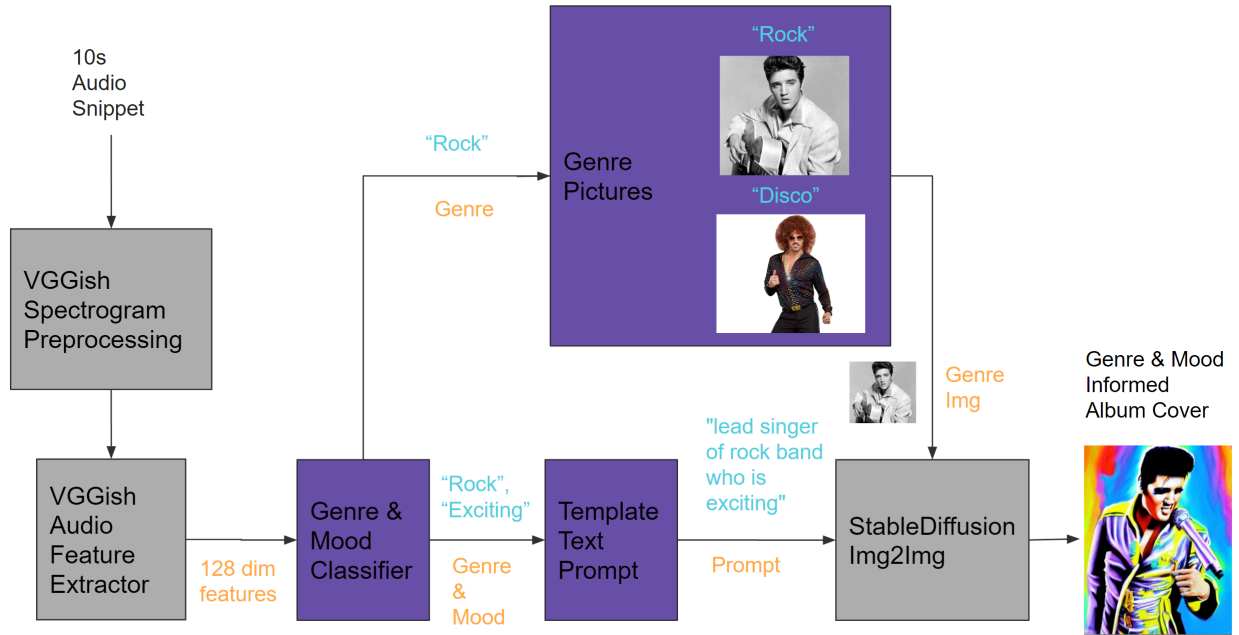 10s
Audio
Snippet
VGGish
Spectrogram
Preprocessing
VGGish
Audio
Feature
Extractor
128 dim
features
Genre &
Mood
Classifier
“Rock”
Genre
Genre
Pictures
“Rock”
“Disco”
“Rock”,
“Exciting”
Genre
&
Mood
Template
Text
Prompt
"lead singer
of rock band
who is
exciting"
Prompt
Genre
Img
StableDiffusion
Img2Img
Genre & Mood
Informed
Album Cover